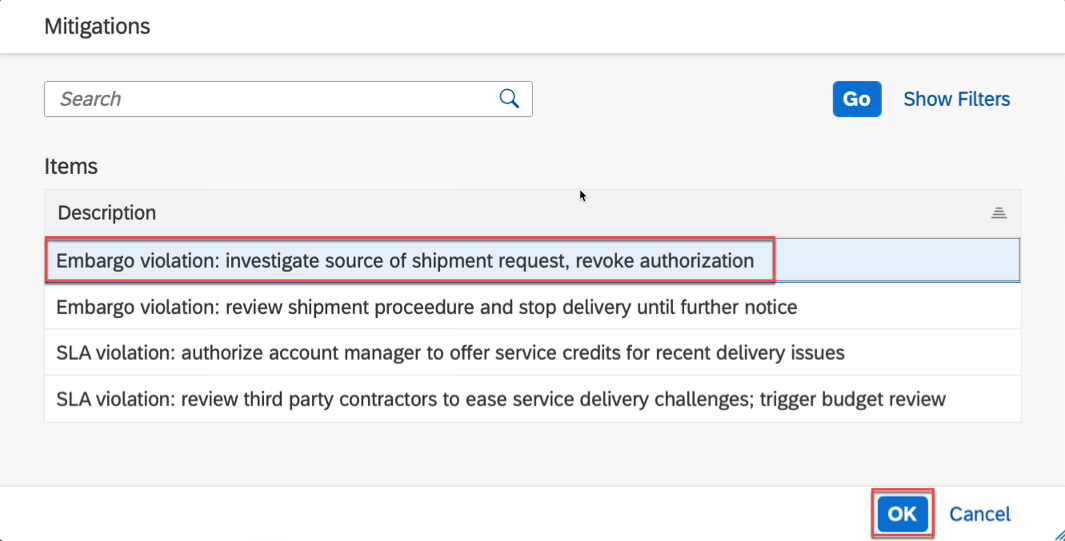 Mitigations
Search
Go
Show Filters
Items
Description
Embargo violation: investigate source of shipment request, revoke authorization
Embargo violation: review shipment proceedure and stop delivery until further notice
SLA violation: authorize account manager to offer service credits for recent delivery issues
SLA violation: review third party contractors to ease service delivery challenges; trigger budget review
OK
Cancel